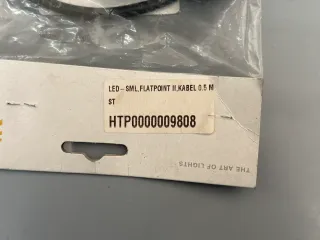 LED-SML,FLATPOINT II,KABEL 0.5 M
ST
HTP0000009808
THE ART OF LIGHTS